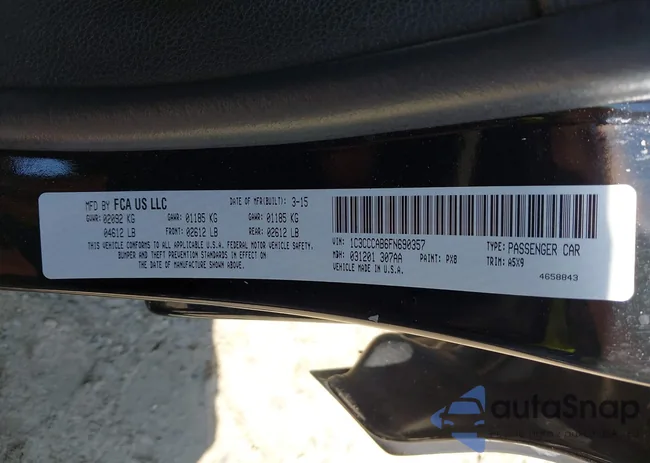 MFD BY FCA US LLC DATE OF MFR(BUILT): 3-15
GVWR: 02092 KG GAWR: 01185 KG GAWR: 01185 KG
04612 LB FRONT: 02612 LB REAR: 02612 LB
THIS VEHICLE CONFORMS TO ALL APPLICABLE U.S.A. FEDERAL MOTOR VEHICLE SAFETY,
BUMPER AND THEFT PREVENTION STANDARDS IN EFFECT ON
THE DATE OF MANUFACTURE SHOWN ABOVE.
VIN: 1C3CCCAB6FN690357 TYPE: PASSENGER CAR
MDH: 031201 307AA PAINT: PX8 TRIM: A5X9
VEHICLE MADE IN U.S.A. 4658843
autoSnap